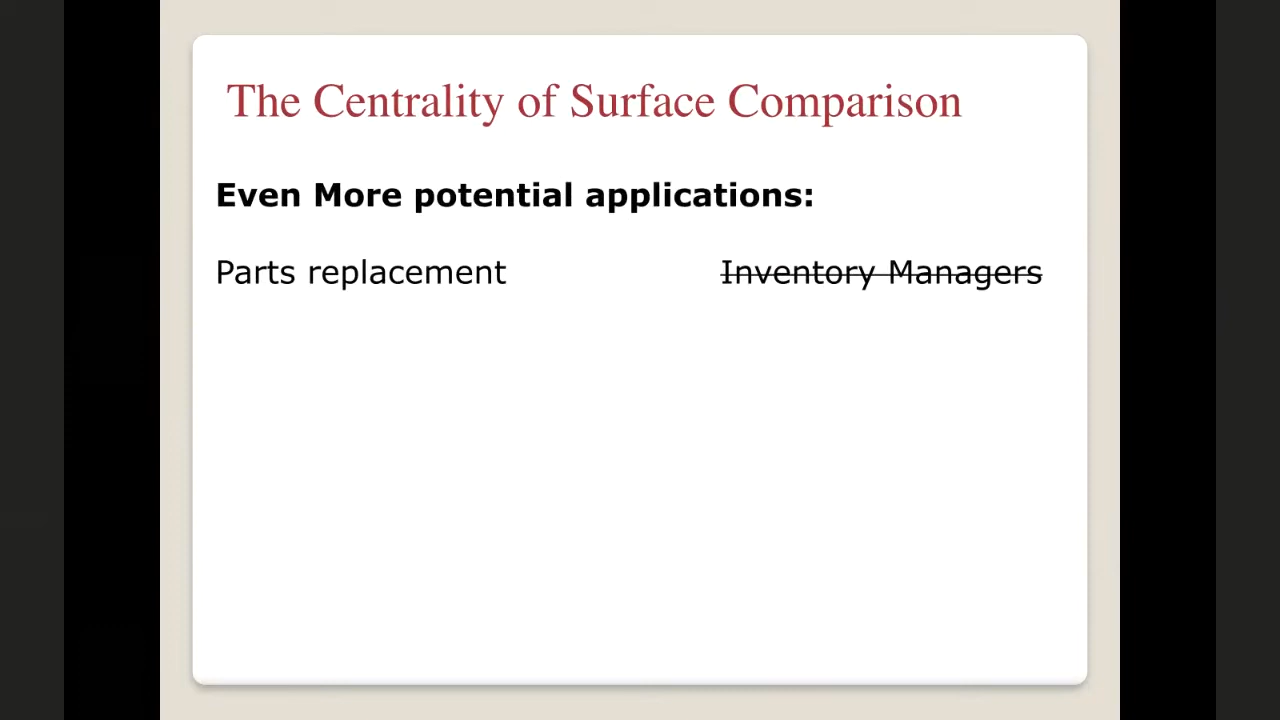 The Centrality of Surface Comparison
Even More potential applications:
Parts replacement Inventory Managers